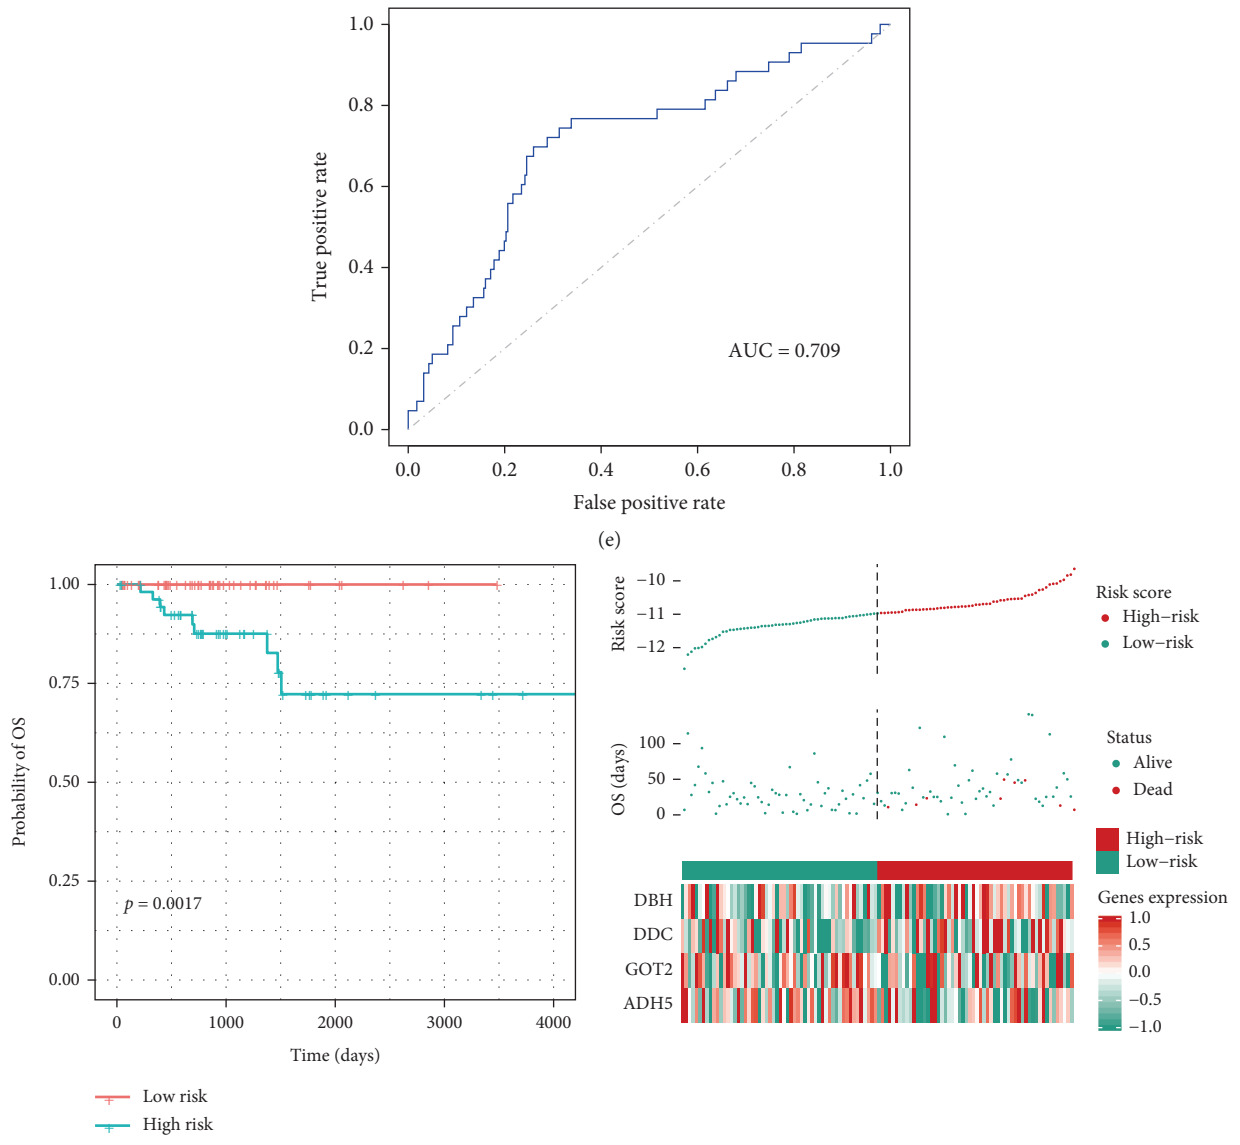 1.0
0.8
0.6
0.4
0.2
0.0
True positive rate
AUC = 0.709
0.0 0.2 0.4 0.6 0.8 1.0
False positive rate
(e)
1.00
0.75
0.50
0.25
0.00
Probability of OS
p = 0.0017
0 1000 2000 3000 4000
Time (days)
Low risk
High risk
Risk score
−10
−11
−12
Risk score
High−risk
Low−risk
OS (days)
100
50
0
Status
Alive
Dead
High−risk
Low−risk
DBH
DDC
GOT2
ADH5
Genes expression
1.0
0.5
0.0
−0.5
−1.0